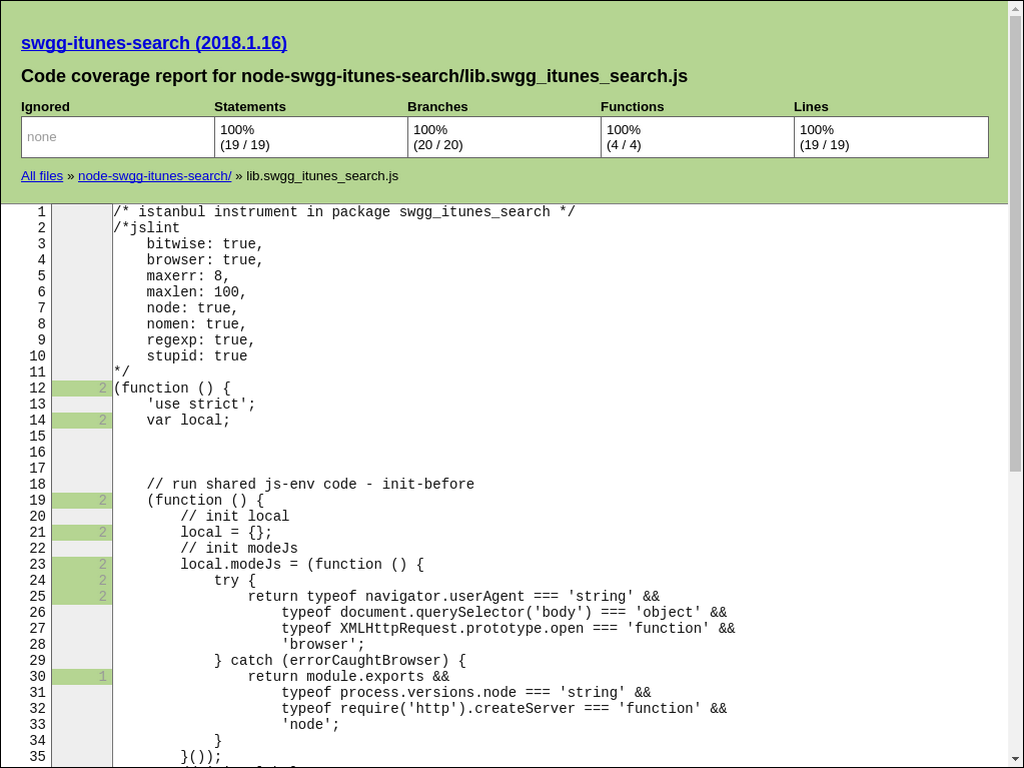 swgg-itunes-search (2018.1.16)
Code coverage report for node-swgg-itunes-search/lib.swgg_itunes_search.js
Ignored Statements Branches Functions Lines
none 100% 100% 100% 100%
(19 / 19) (20 / 20) (4 / 4) (19 / 19)
All files » node-swgg-itunes-search/ » lib.swgg_itunes_search.js
1 /* istanbul instrument in package swgg_itunes_search */
2 /*jslint
3     bitwise: true,
4     browser: true,
5     maxerr: 8,
6     maxlen: 100,
7     node: true,
8     nomen: true,
9     regexp: true,
10     stupid: true
11 */
12 2 (function () {
13     'use strict';
14 2     var local;
15
16
17
18     // run shared js-env code - init-before
19 2     (function () {
20         // init local
21 2         local = {};
22         // init modeJs
23 2         local.modeJs = (function () {
24 2             try {
25 2                 return typeof navigator.userAgent === 'string' &&
26                     typeof document.querySelector('body') === 'object' &&
27                     typeof XMLHttpRequest.prototype.open === 'function' &&
28                     'browser';
29             } catch (errorCaughtBrowser) {
30 1                 return module.exports &&
31                     typeof process.versions.node === 'string' &&
32                     typeof require('http').createServer === 'function' &&
33                     'node';
34             }
35         }());